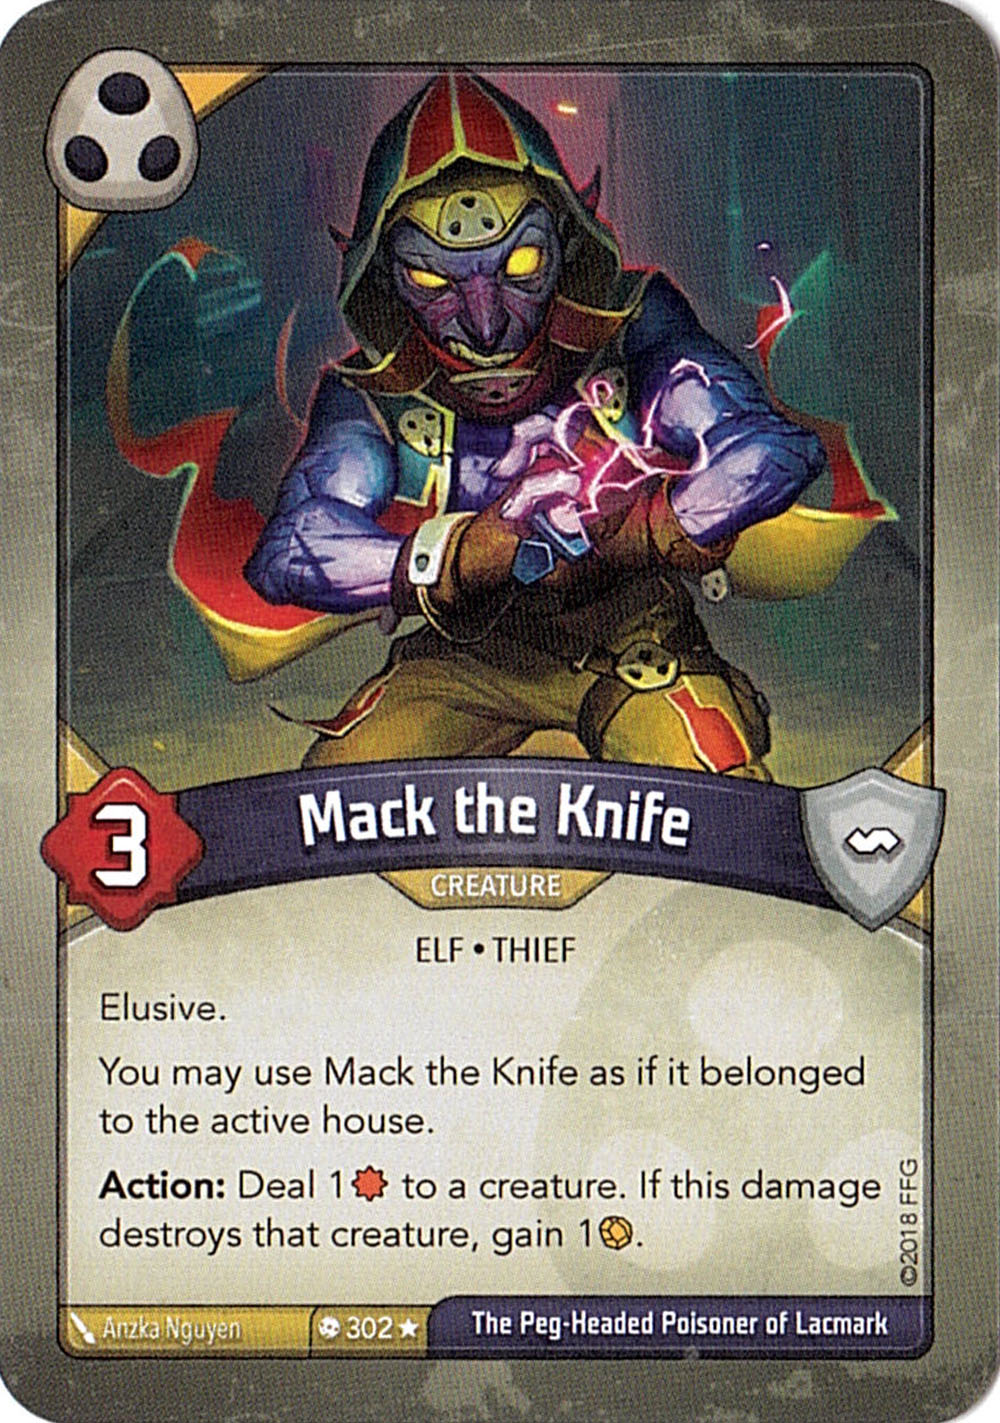 3
Mack the Knife
CREATURE
ELF • THIEF
Elusive.
You may use Mack the Knife as if it belonged
to the active house.
Action: Deal 1 to a creature. If this damage
destroys that creature, gain 1.
©2018 FFG
Anzka Nguyen
302
The Peg-Headed Poisoner of Lacmark